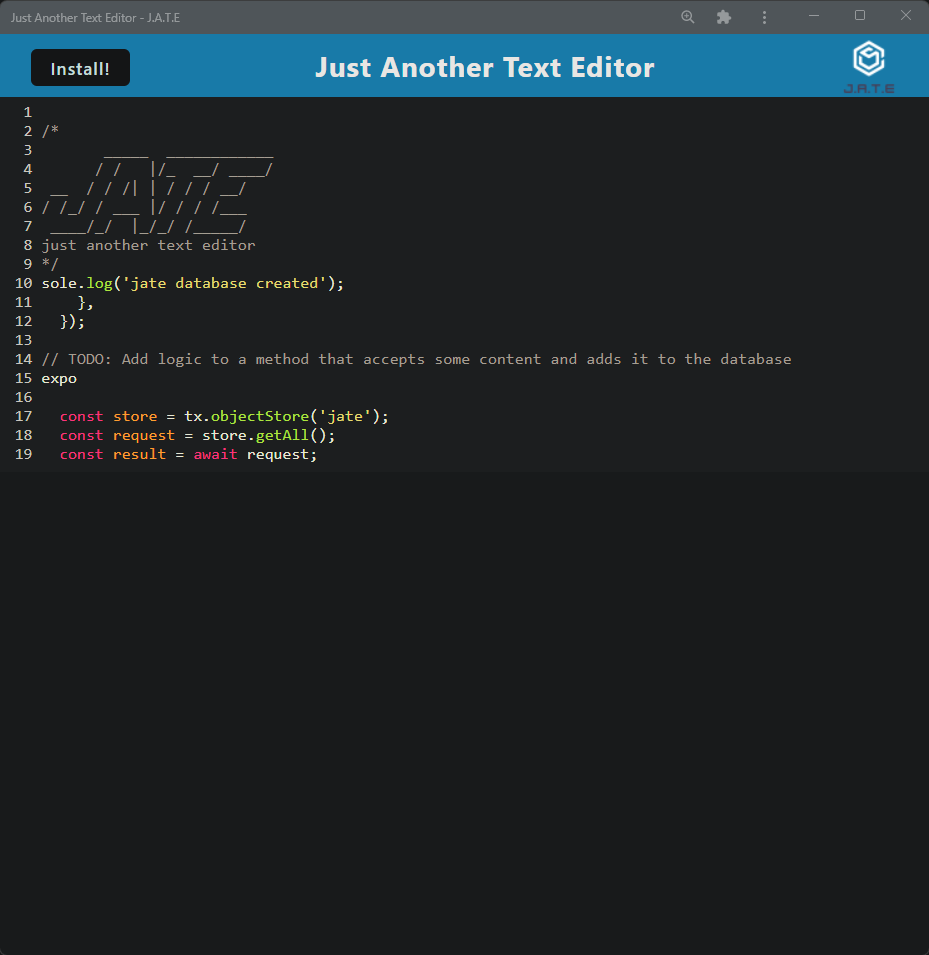 Just Another Text Editor - J.A.T.E
Install!
Just Another Text Editor
J.A.T.E
1
2 /*
3        _____  ____________
4       / /   |/_  __/ ____/
5  __  / / /| | / / / __/
6 / /_/ / ___ |/ / / /___
7  ____/_/  |_/_/ /_____/
8 just another text editor
9 */
10 sole.log('jate database created');
11     },
12   });
13
14 // TODO: Add logic to a method that accepts some content and adds it to the database
15 expo
16
17   const store = tx.objectStore('jate');
18   const request = store.getAll();
19   const result = await request;